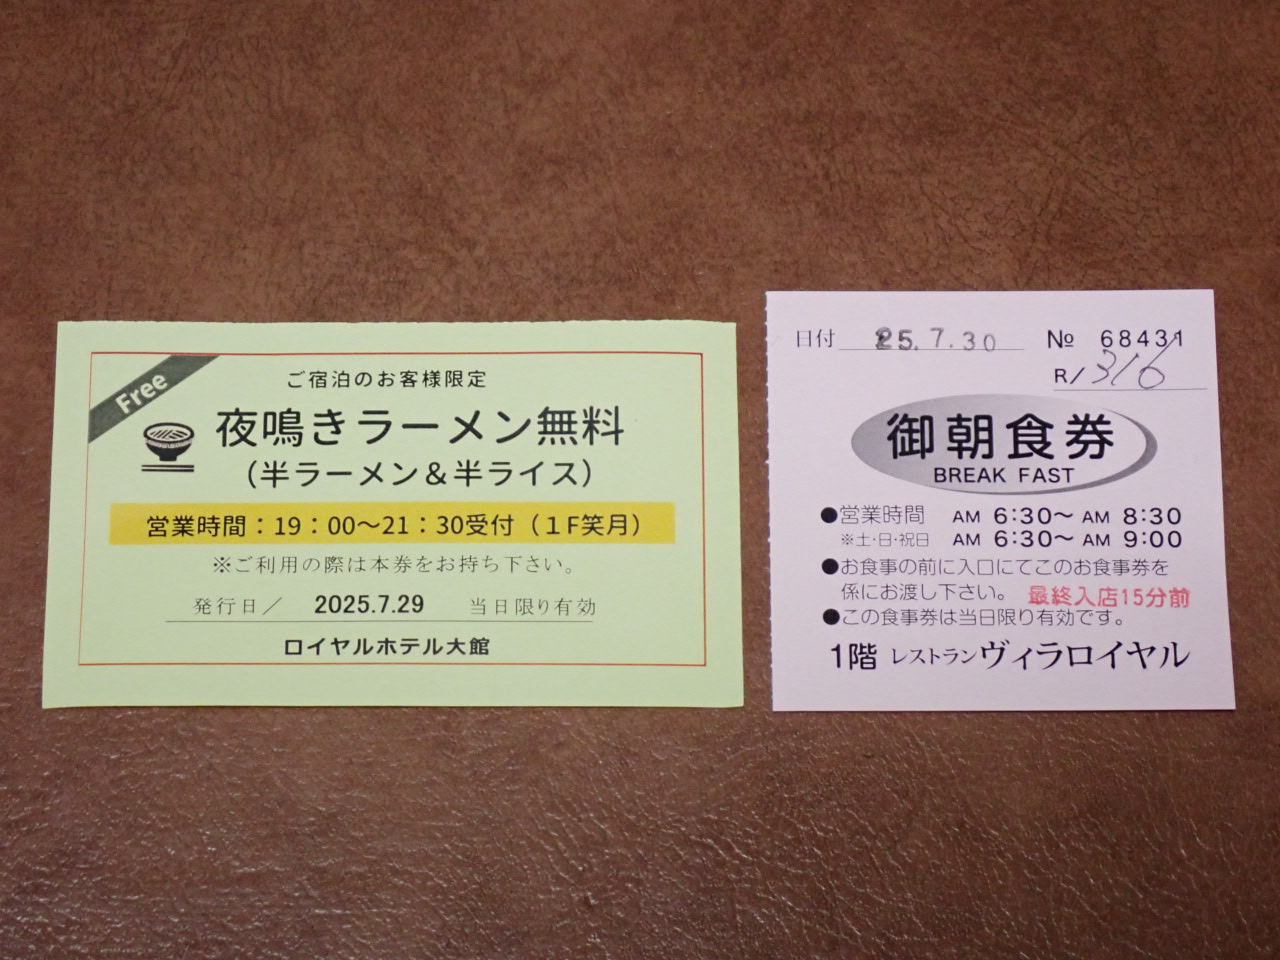 Free
ご宿泊のお客様限定
夜鳴きラーメン無料
(半ラーメン&半ライス)
営業時間:19:00~21:30受付(1F笑月)
※ご利用の際は本券をお持ち下さい。
発行日/ 2025.7.29 当日限り有効
ロイヤルホテル大館
日付 25.7.30 № 68431
R/316
御朝食券
BREAK FAST
●営業時間 AM 6:30~ AM 8:30
※土・日・祝日 AM 6:30~ AM 9:00
●お食事の前に入口にてこのお食事券を
係にお渡し下さい。 最終入店15分前
●この食事券は当日限り有効です。
1階 レストラン ヴィラロイヤル